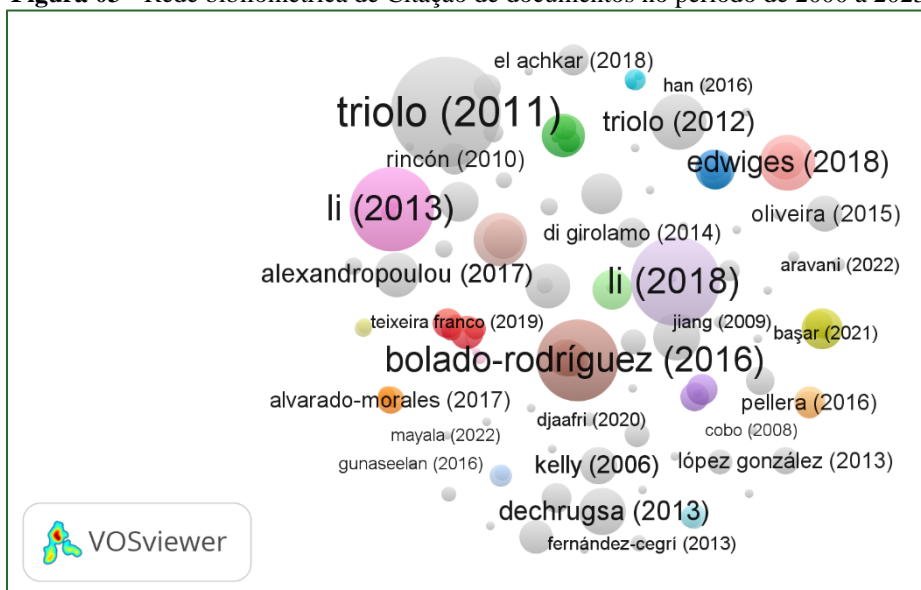 Figura 03 - Rede bibliométrica de Citação de documentos no período de 2000 a 2023
el achkar (2018)
han (2016)
triolo (2011)
triolo (2012)
rincón (2010)
edwiges (2018)
li (2013)
oliveira (2015)
di girolamo (2014)
alexandropoulou (2017)
li (2018)
aravani (2022)
teixeira franco (2019)
jiang (2009)
başar (2021)
bolado-rodríguez (2016)
alvarado-morales (2017)
pellera (2016)
djaafri (2020)
mayala (2022)
cobo (2008)
gunaseelan (2016)
kelly (2006)
lópez gonzález (2013)
dechrugsa (2013)
fernández-cegrí (2013)
VOSviewer